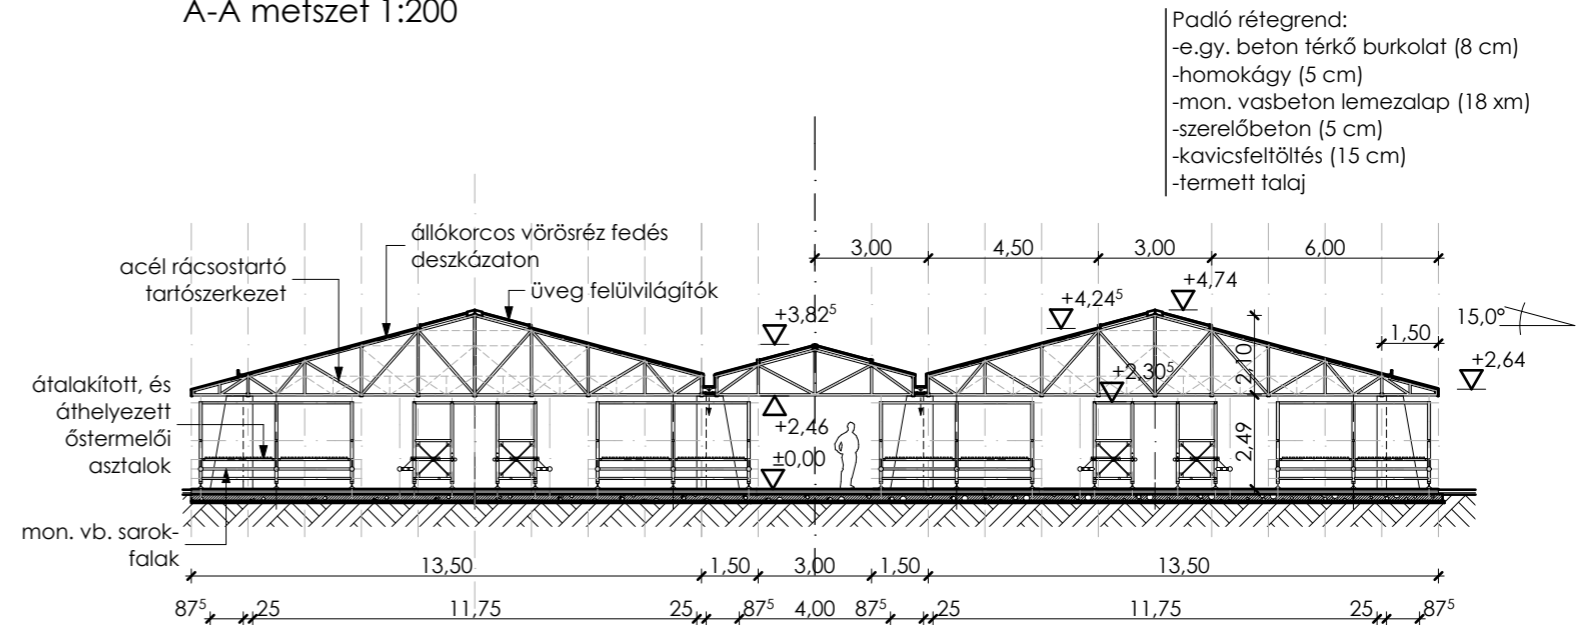 A-A metszet 1:200
Padló rétegrend:
-e.gy. beton térkő burkolat (8 cm)
-homokágy (5 cm)
-mon. vasbeton lemezalap (18 xm)
-szerelőbeton (5 cm)
-kavicsfeltöltés (15 cm)
-termett talaj
állókorcos vörösréz fedés
deszkázaton
acél rácsostartó
tartószerkezet
üveg felülvilágítók
3,00 4,50 3,00 6,00
+3,82⁵
+4,24⁵
+4,74
15,0°
1,50
+2,64
2,10
+2,30⁵
átalakított, és
áthelyezett
őstermelői
asztalok
+2,46
±0,00
2,49
mon. vb. sarok-
falak
13,50 1,50 3,00 1,50 13,50
87⁵ 25 11,75 25 87⁵ 4,00 87⁵ 25 11,75 25 87⁵